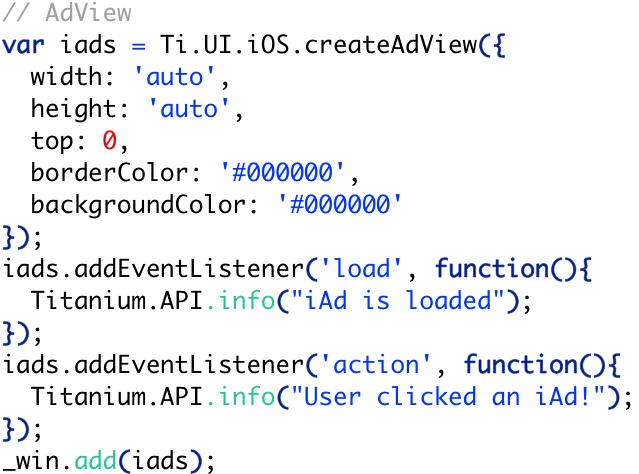 // AdView
var iads = Ti.UI.iOS.createAdView({
  width: 'auto',
  height: 'auto',
  top: 0,
  borderColor: '#000000',
  backgroundColor: '#000000'
});
iads.addEventListener('load', function(){
  Titanium.API.info("iAd is loaded");
});
iads.addEventListener('action', function(){
  Titanium.API.info("User clicked an iAd!");
});
_win.add(iads);